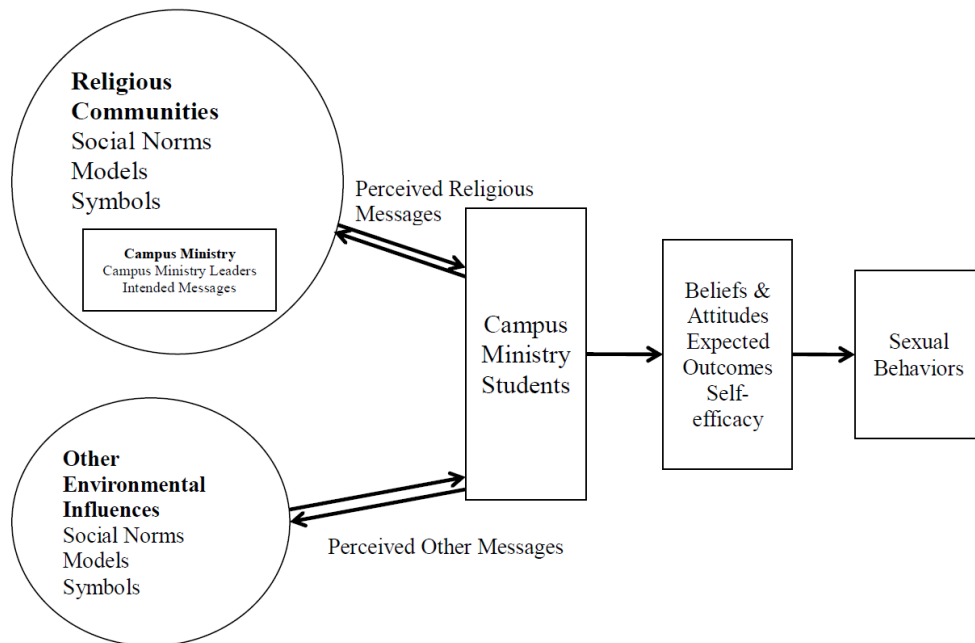 Religious
Communities
Social Norms
Models
Symbols
Campus Ministry
Campus Ministry Leaders
Intended Messages
Perceived Religious
Messages
Campus
Ministry
Students
Beliefs &
Attitudes
Expected
Outcomes
Self-
efficacy
Sexual
Behaviors
Other
Environmental
Influences
Social Norms
Models
Symbols
Perceived Other Messages